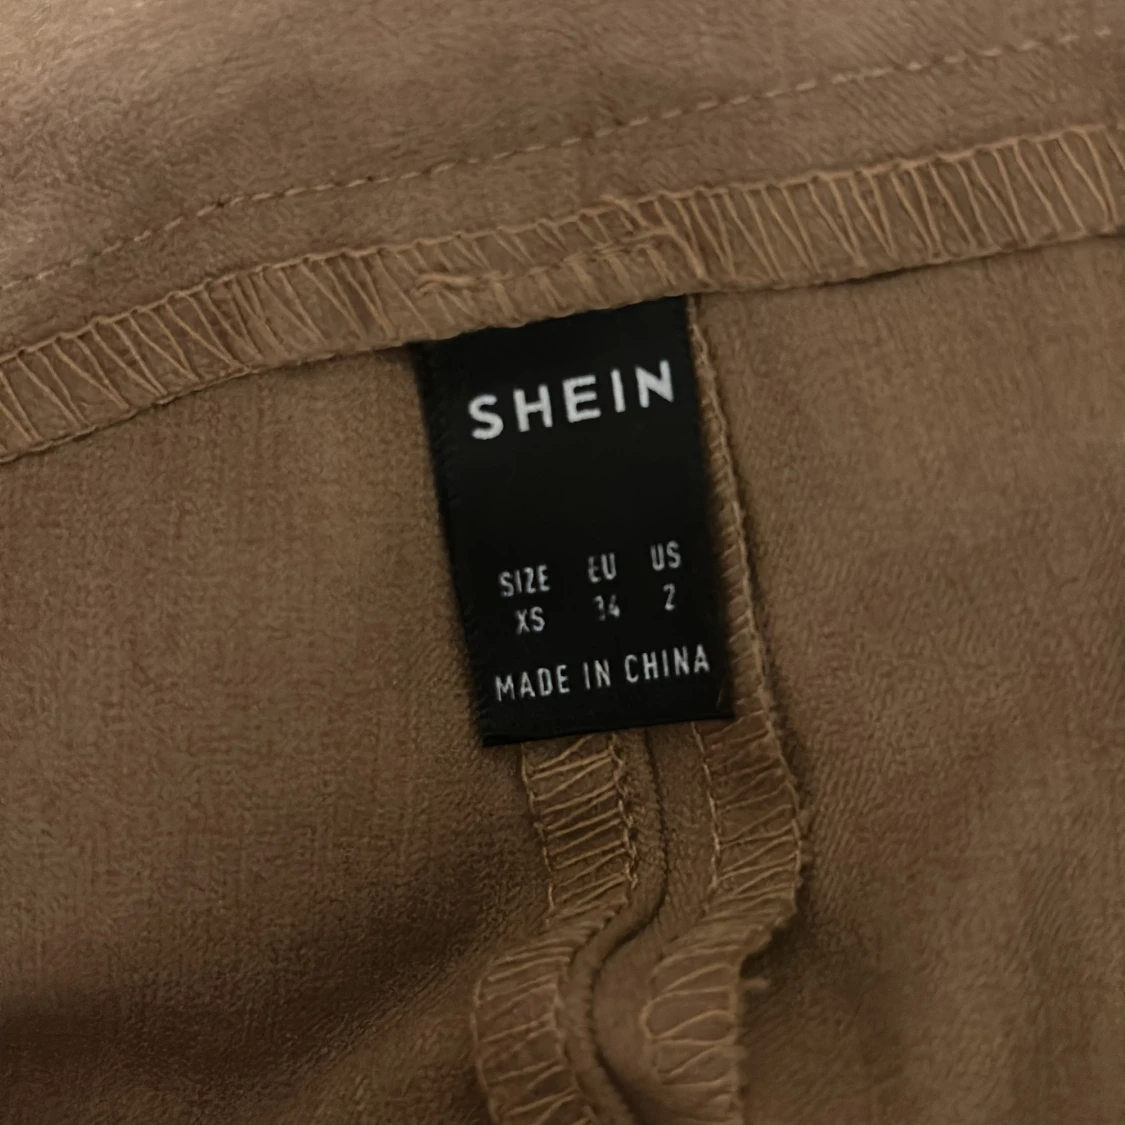 SHEIN
SIZE EU US
XS 34 2
MADE IN CHINA